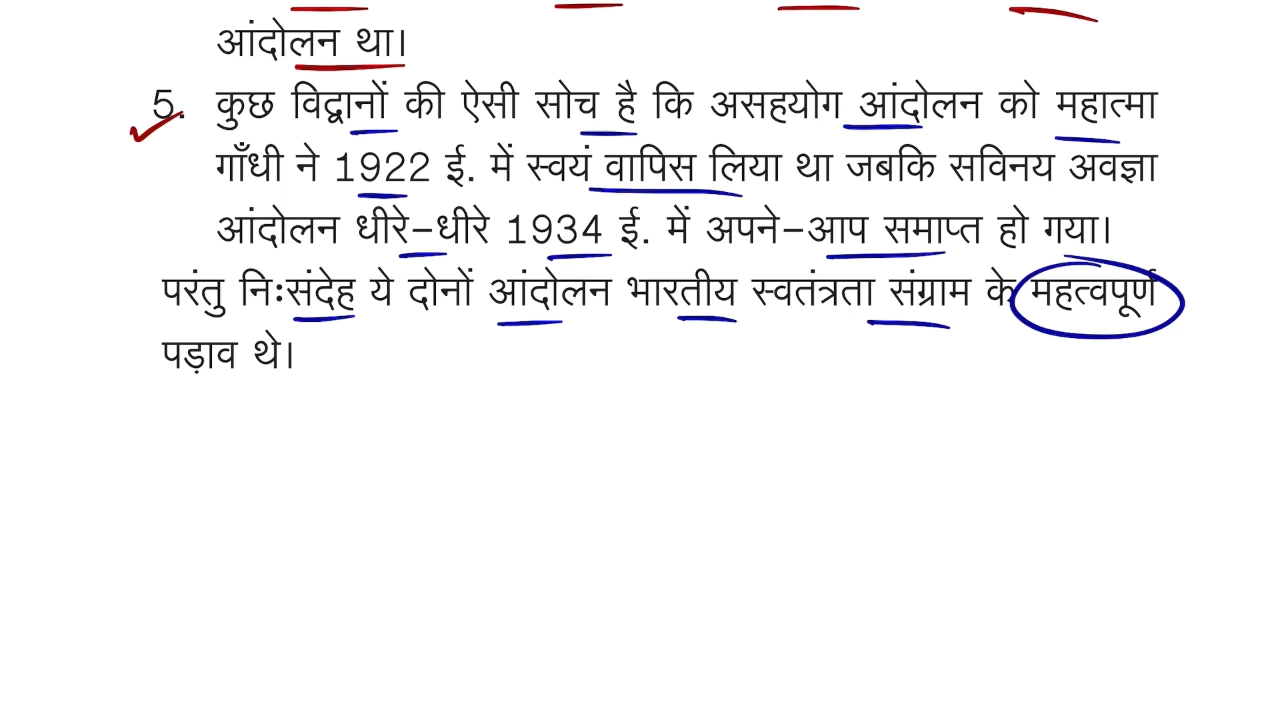 आंदोलन था।
5. कुछ विद्वानों की ऐसी सोच है कि असहयोग आंदोलन को महात्मा
गाँधी ने 1922 ई. में स्वयं वापिस लिया था जबकि सविनय अवज्ञा
आंदोलन धीरे-धीरे 1934 ई. में अपने-आप समाप्त हो गया।
परंतु निःसंदेह ये दोनों आंदोलन भारतीय स्वतंत्रता संग्राम के महत्वपूर्ण
पड़ाव थे।